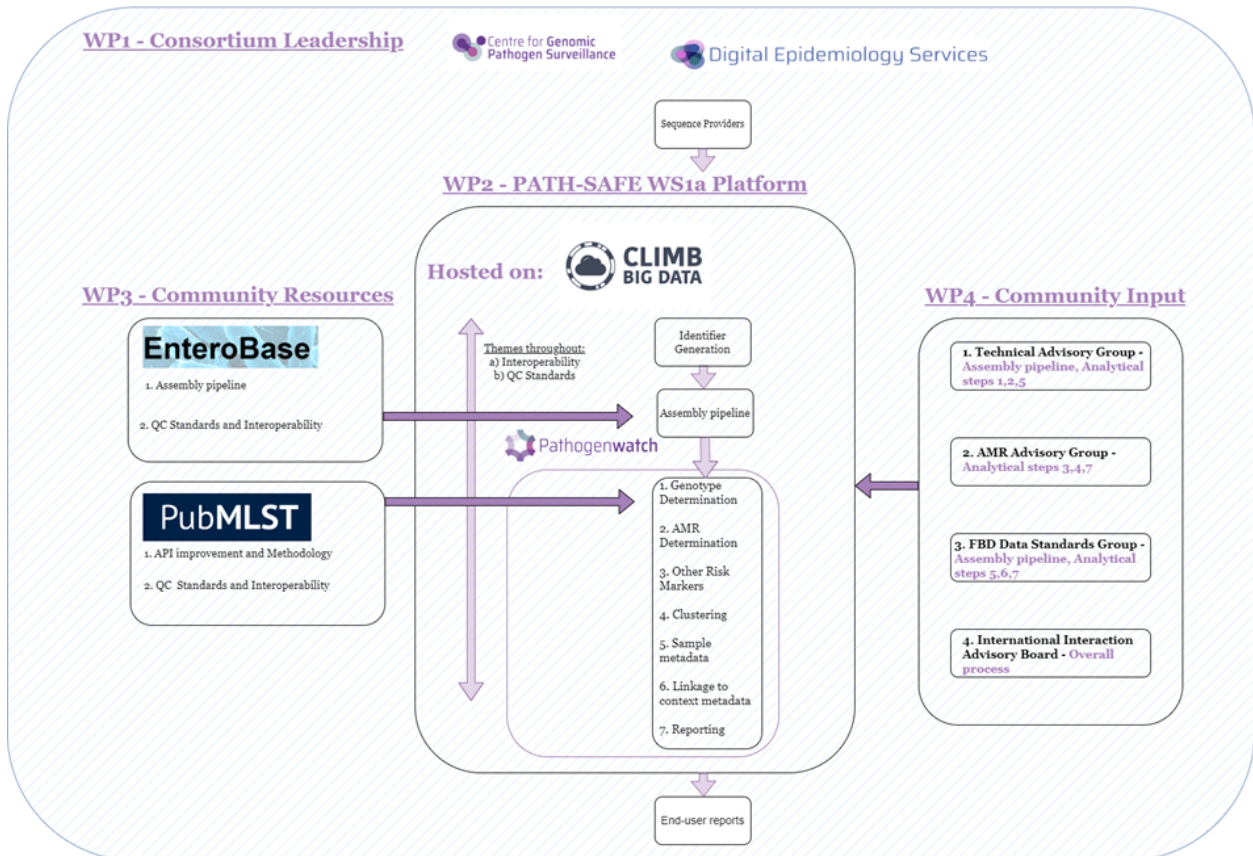 WP1 - Consortium Leadership
Centre for Genomic
Pathogen Surveillance
Digital Epidemiology Services
Sequence Providers
WP2 - PATH-SAFE WS1a Platform
Hosted on:
CLIMB
BIG DATA
Themes throughout:
a) Interoperability
b) QC Standards
Identifier
Generation
Assembly pipeline
Pathogenwatch
1. Genotype
Determination
2. AMR
Determination
3. Other Risk
Markers
4. Clustering
5. Sample
metadata
6. Linkage to
context metadata
7. Reporting
End-user reports
WP3 - Community Resources
EnteroBase
1. Assembly pipeline
2. QC Standards and Interoperability
PubMLST
1. API improvement and Methodology
2. QC Standards and Interoperability
WP4 - Community Input
1. Technical Advisory Group -
Assembly pipeline, Analytical
steps 1,2,5
2. AMR Advisory Group -
Analytical steps 3,4,7
3. FBD Data Standards Group -
Assembly pipeline, Analytical
steps 5,6,7
4. International Interaction
Advisory Board - Overall
process